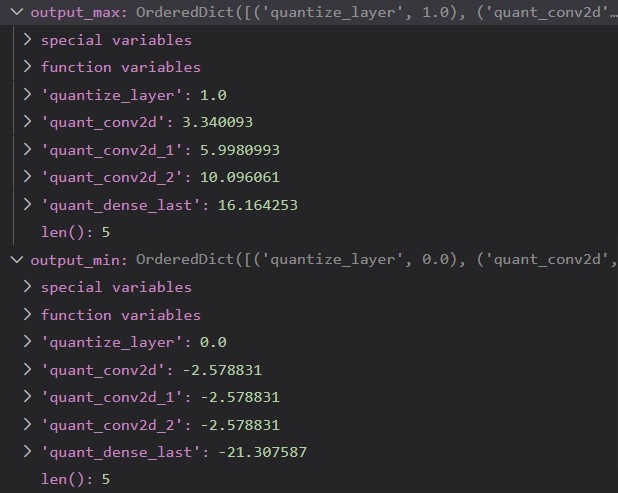 output_max: OrderedDict([('quantize_layer', 1.0), ('quant_conv2d'…
special variables
function variables
'quantize_layer': 1.0
'quant_conv2d': 3.340093
'quant_conv2d_1': 5.9980993
'quant_conv2d_2': 10.096061
'quant_dense_last': 16.164253
len(): 5
output_min: OrderedDict([('quantize_layer', 0.0), ('quant_conv2d',
special variables
function variables
'quantize_layer': 0.0
'quant_conv2d': -2.578831
'quant_conv2d_1': -2.578831
'quant_conv2d_2': -2.578831
'quant_dense_last': -21.307587
len(): 5